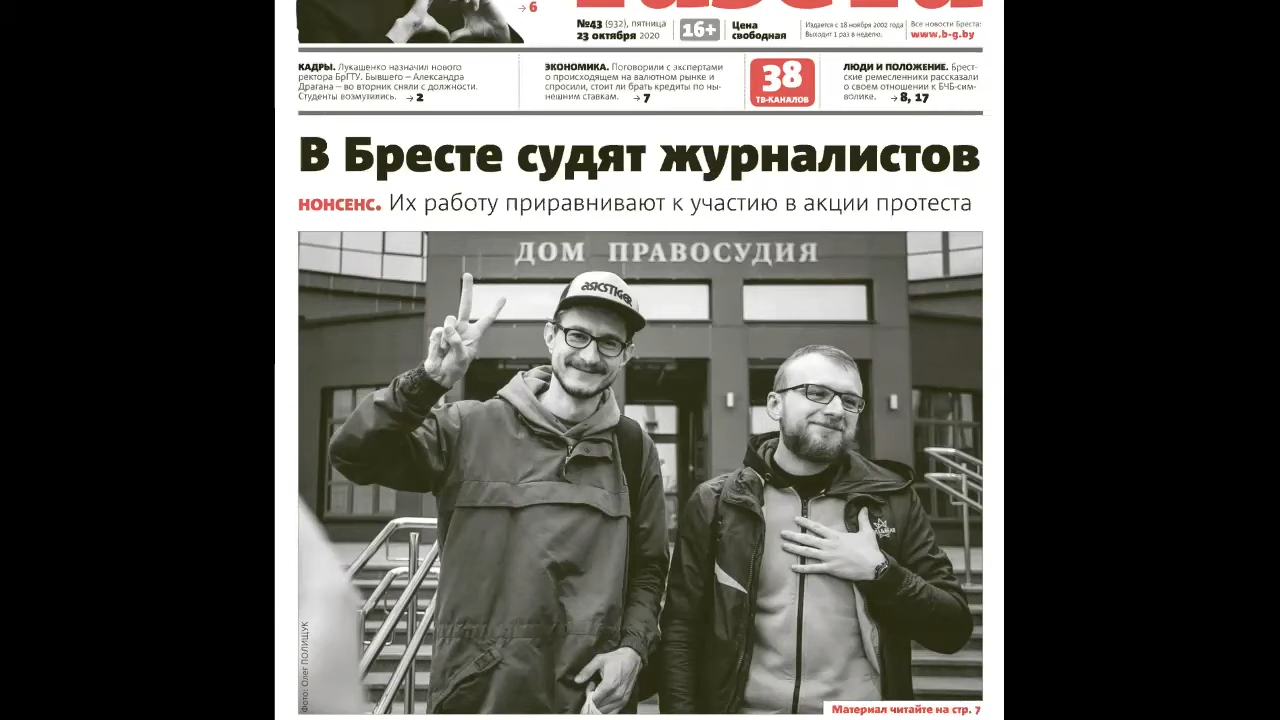 → 6
№43 (932), пятница
23 октября 2020
16+
Цена
свободная
Издается с 18 ноября 2002 года
Выходит 1 раз в неделю.
Все новости Бреста:
www.b-g.by
КАДРЫ. Лукашенко назначил нового
ректора БрГТУ. Бывшего – Александра
Драгана – во вторник сняли с должности.
Студенты возмутились. → 2
ЭКОНОМИКА. Поговорили с экспертами
о происходящем на валютном рынке и
спросили, стоит ли брать кредиты по ны-
нешним ставкам. → 7
38
ТВ-КАНАЛОВ
ЛЮДИ И ПОЛОЖЕНИЕ. Брест-
ские ремесленники рассказали
о своем отношении к БЧБ-сим-
волике. → 8, 17
В Бресте судят журналистов
НОНСЕНС. Их работу приравнивают к участию в акции протеста
ДОМ ПРАВОСУДИЯ
ASICSTIGER
Фото: Олег ПОЛИЩУК
Материал читайте на стр. 7